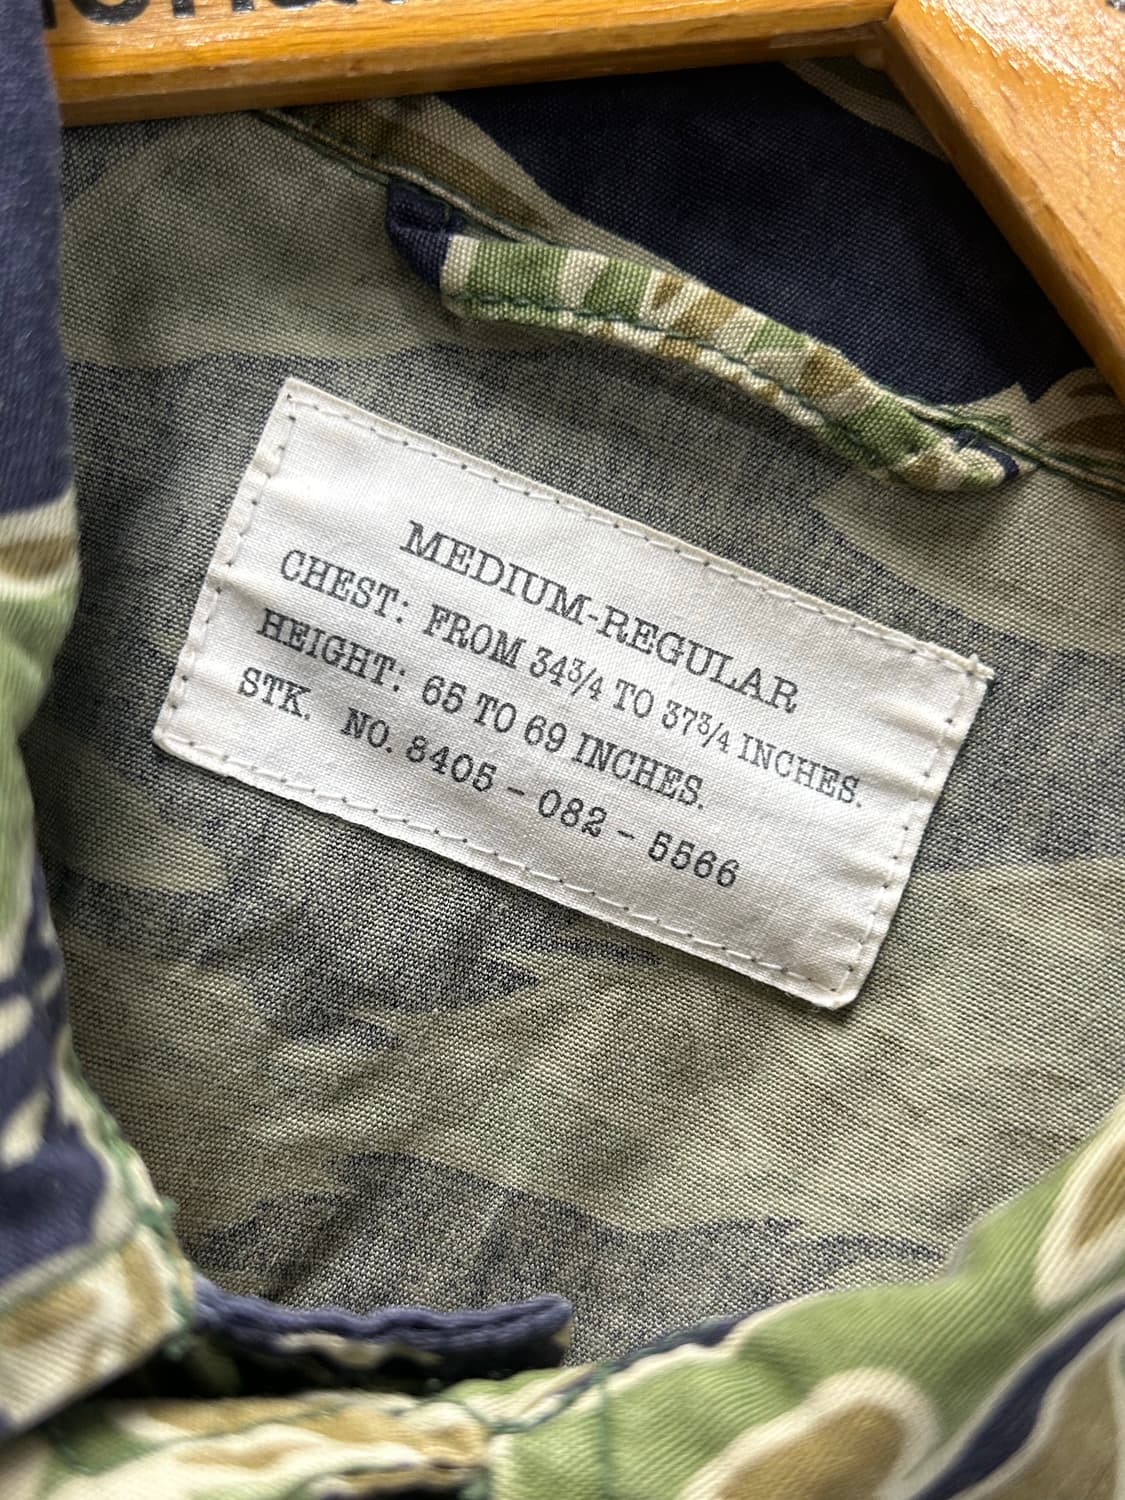 MEDIUM-REGULAR
CHEST: FROM 34¾ TO 37¾ INCHES.
HEIGHT: 65 TO 69 INCHES.
STK. NO. 8405 - 082 - 5566